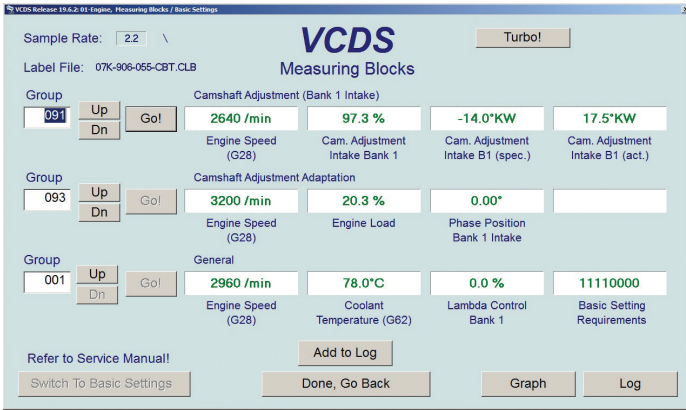 VCDS Release 19.6.2: 01-Engine, Measuring Blocks / Basic Settings
Sample Rate: 2.2 \
VCDS
Turbo!
Label File: 07K-906-055-CBT.CLB
Measuring Blocks
Group
Camshaft Adjustment (Bank 1 Intake)
091 Up Dn Go! 2640 /min 97.3 % -14.0°KW 17.5°KW
Engine Speed (G28) Cam. Adjustment Intake Bank 1 Cam. Adjustment Intake B1 (spec.) Cam. Adjustment Intake B1 (act.)
Group
Camshaft Adjustment Adaptation
093 Up Dn Go! 3200 /min 20.3 % 0.00°
Engine Speed (G28) Engine Load Phase Position Bank 1 Intake
Group
General
001 Up Dn Go! 2960 /min 78.0°C 0.0 % 11110000
Engine Speed (G28) Coolant Temperature (G62) Lambda Control Bank 1 Basic Setting Requirements
Refer to Service Manual!
Add to Log
Switch To Basic Settings
Done, Go Back
Graph
Log